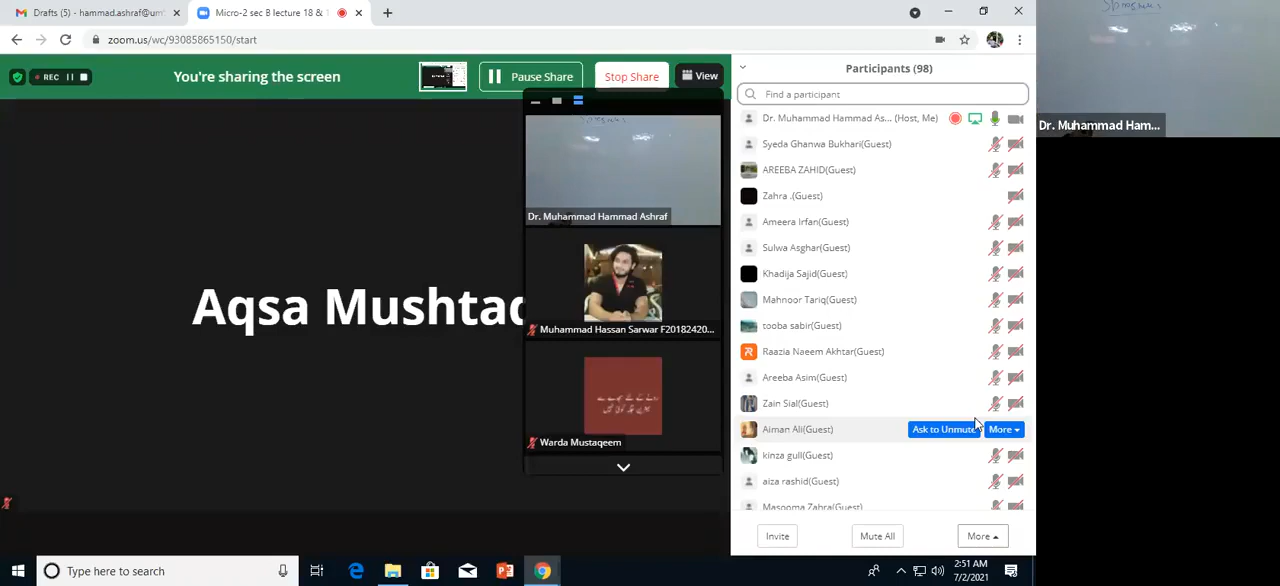 Drafts (5) - hammad.ashraf@um
Micro-2 sec B lecture 18 &
zoom.us/wc/93085865150/start
REC
You're sharing the screen
Pause Share
Stop Share
View
Participants (98)
Find a participant
Dr. Muhammad Hammad As... (Host, Me)
Syeda Ghanwa Bukhari(Guest)
AREEBA ZAHID(Guest)
Zahra .(Guest)
Ameera Irfan(Guest)
Sulwa Asghar(Guest)
Khadija Sajid(Guest)
Mahnoor Tariq(Guest)
tooba sabir(Guest)
R Raazia Naeem Akhtar(Guest)
Areeba Asim(Guest)
Zain Sial(Guest)
Aiman Ali(Guest) Ask to Unmute More
kinza gull(Guest)
aiza rashid(Guest)
Masooma Zahra(Guest)
Invite
Mute All
More
Dr. Muhammad Hammad Ashraf
Muhammad Hassan Sarwar F20182420...
Warda Mustaqeem
Aqsa Mushtaq
Dr. Muhammad Ham...
Type here to search
2:51 AM
7/2/2021